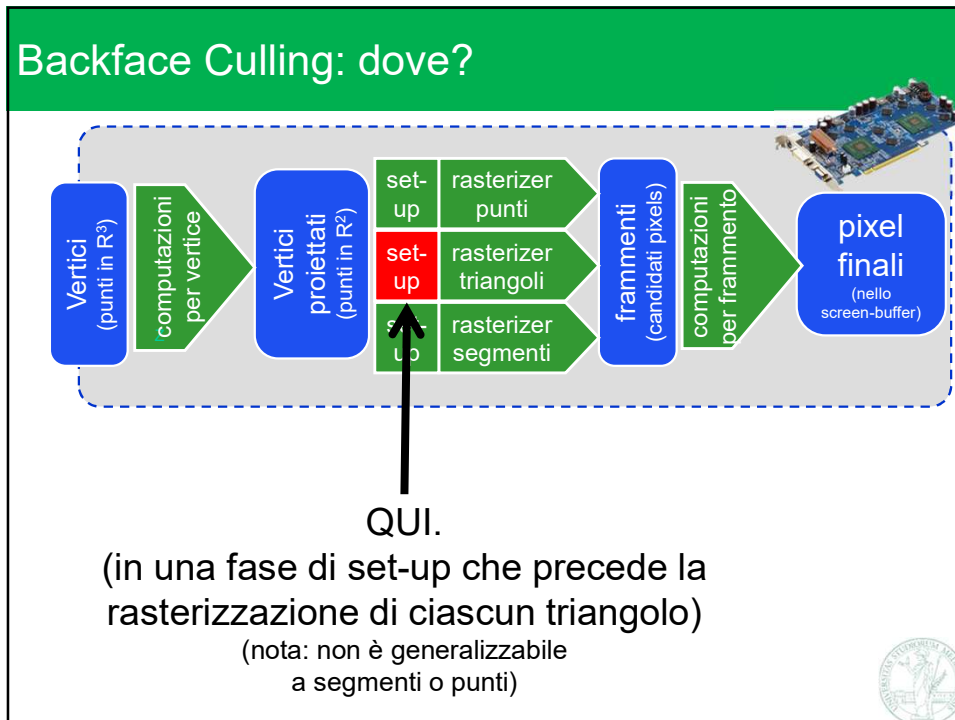 Backface Culling: dove?
Vertici
(punti in R³)
computazioni
per vertice
Vertici
proiettati
(punti in R²)
set-
up
rasterizer
punti
set-
up
rasterizer
triangoli
set-
up
rasterizer
segmenti
frammenti
(candidati pixels)
computazioni
per frammento
pixel
finali
(nello
screen-buffer)
QUI.
(in una fase di set-up che precede la
rasterizzazione di ciascun triangolo)
(nota: non è generalizzabile
a segmenti o punti)